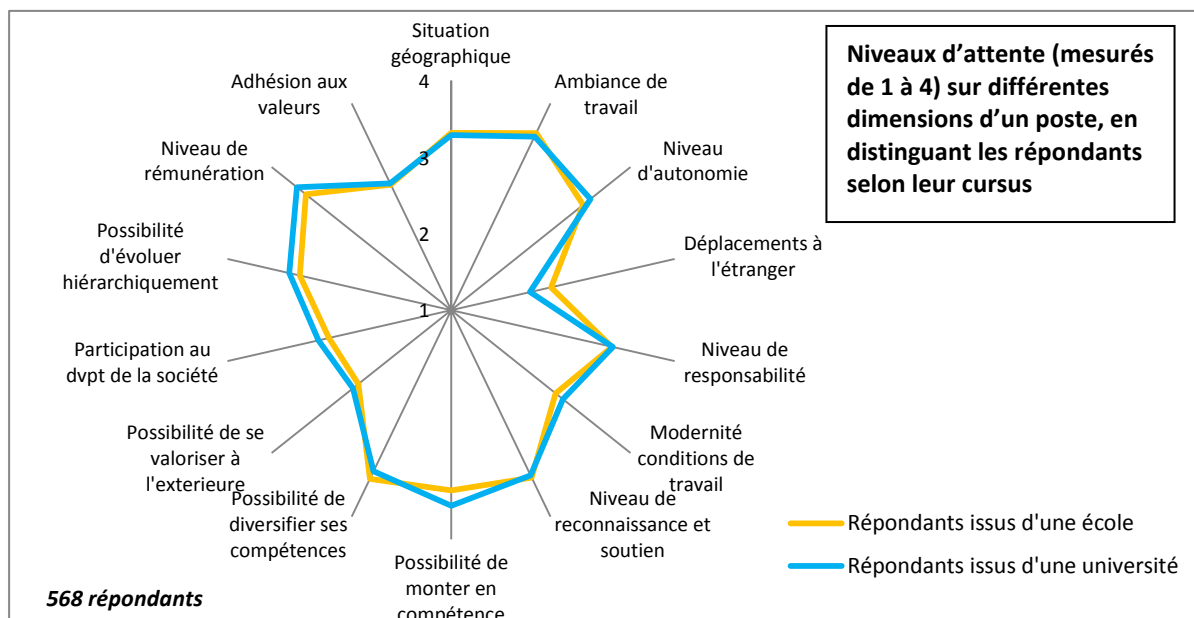 Niveaux d'attente (mesurés
de 1 à 4) sur différentes
dimensions d'un poste, en
distinguant les répondants
selon leur cursus
Situation
géographique
Ambiance de
travail
Niveau
d'autonomie
Déplacements à
l'étranger
Niveau de
responsabilité
Modernité
conditions de
travail
Niveau de
reconnaissance et
soutien
Possibilité de
monter en
compétence
Possibilité de
diversifier ses
compétences
Possibilité de se
valoriser à
l'exterieure
Participation au
dvpt de la société
Possibilité
d'évoluer
hiérarchiquement
Niveau de
rémunération
Adhésion aux
valeurs
4
3
2
1
Répondants issus d'une école
Répondants issus d'une université
568 répondants